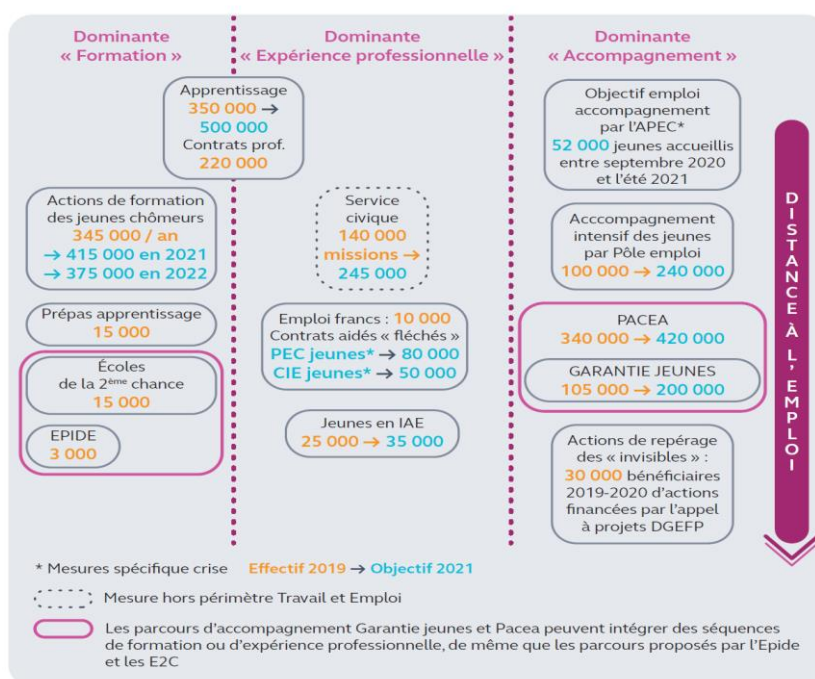 Dominante
« Formation »
Dominante
« Expérience professionnelle »
Dominante
« Accompagnement »
Apprentissage
350 000 →
500 000
Contrats prof.
220 000
Actions de formation
des jeunes chômeurs
345 000 / an
→ 415 000 en 2021
→ 375 000 en 2022
Prépas apprentissage
15 000
Écoles
de la 2ème chance
15 000
EPIDE
3 000
Service
civique
140 000
missions →
245 000
Emploi francs : 10 000
Contrats aidés « fléchés »
PEC jeunes* → 80 000
CIE jeunes* → 50 000
Jeunes en IAE
25 000 → 35 000
Objectif emploi
accompagnement
par l'APEC*
52 000 jeunes accueillis
entre septembre 2020
et l'été 2021
Acccompagnement
intensif des jeunes
par Pôle emploi
100 000 → 240 000
PACEA
340 000 → 420 000
GARANTIE JEUNES
105 000 → 200 000
Actions de repérage
des « invisibles » :
30 000 bénéficiaires
2019-2020 d'actions
financées par l'appel
à projets DGEFP
DISTANCE À L'EMPLOI
* Mesures spécifique crise Effectif 2019 → Objectif 2021
Mesure hors périmètre Travail et Emploi
Les parcours d'accompagnement Garantie jeunes et Pacea peuvent intégrer des séquences
de formation ou d'expérience professionnelle, de même que les parcours proposés par l'Epide
et les E2C